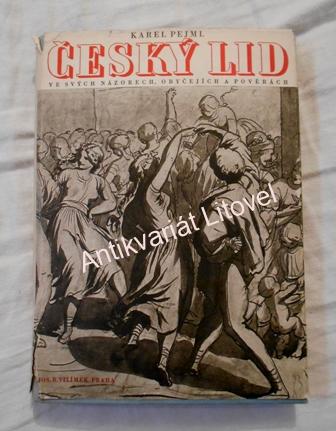 KAREL PEJML
ČESKÝ LID
VE SVÝCH NÁZORECH, OBYČEJÍCH A POVĚRÁCH
Antikvariát Litovel
JOS. R. VILÍMEK, PRAHA